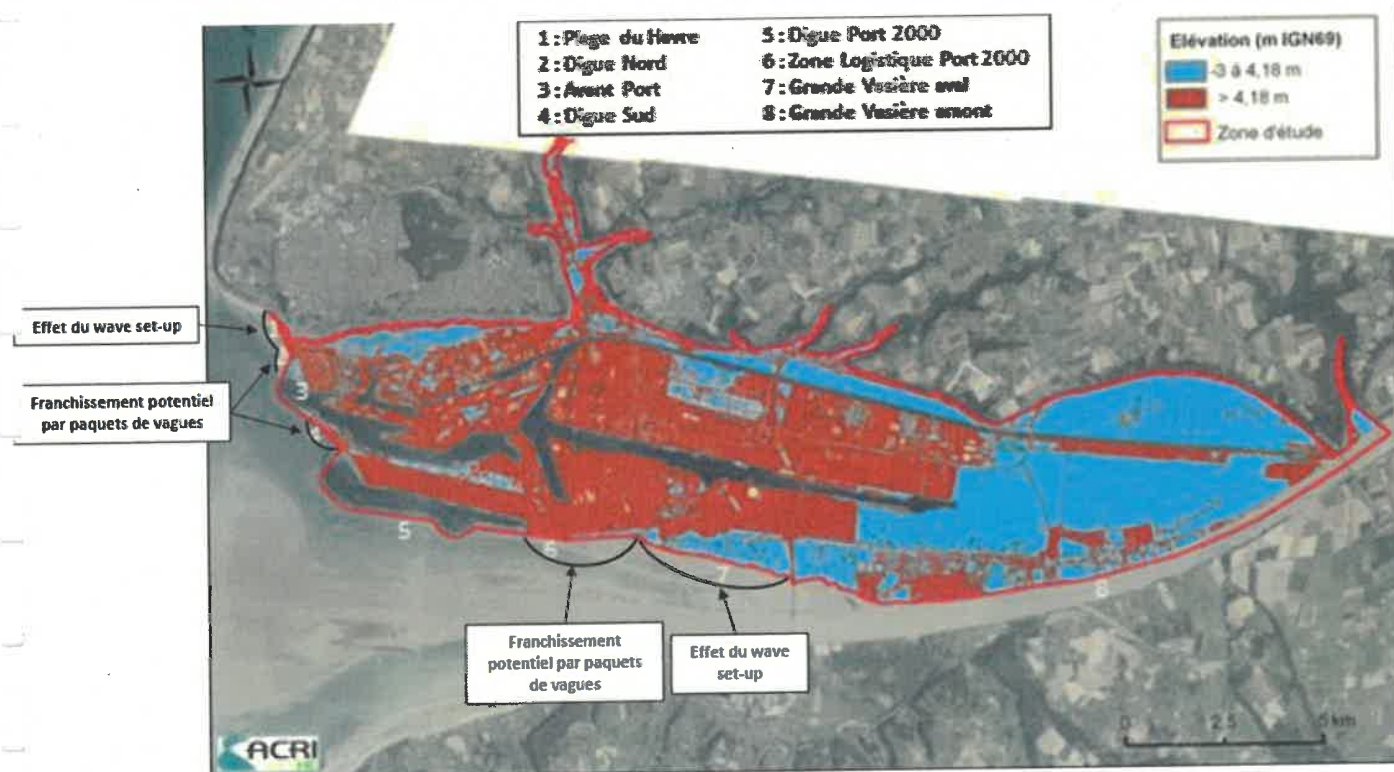 1 : Plage du Havre
2 : Digue Nord
3 : Avant Port
4 : Digue Sud
5 : Digue Port 2000
6 : Zone Logistique Port 2000
7 : Grande Vasière aval
8 : Grande Vasière amont
Elévation (m IGN69)
-3 à 4,18 m
> 4,18 m
Zone d'étude
Effet du wave set-up
Franchissement potentiel
par paquets de vagues
3
5
6
7
8
Franchissement
potentiel par paquets
de vagues
Effet du wave
set-up
0 2.5 5 km
ACRI